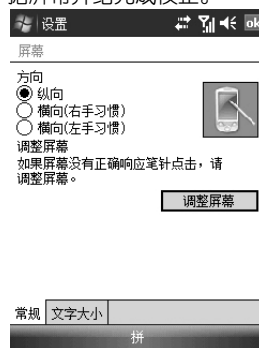 设置
ok
屏幕
方向
纵向
横向(右手习惯)
横向(左手习惯)
调整屏幕
如果屏幕没有正确响应笔针点击，请
调整屏幕。
调整屏幕
常规 文字大小
拼